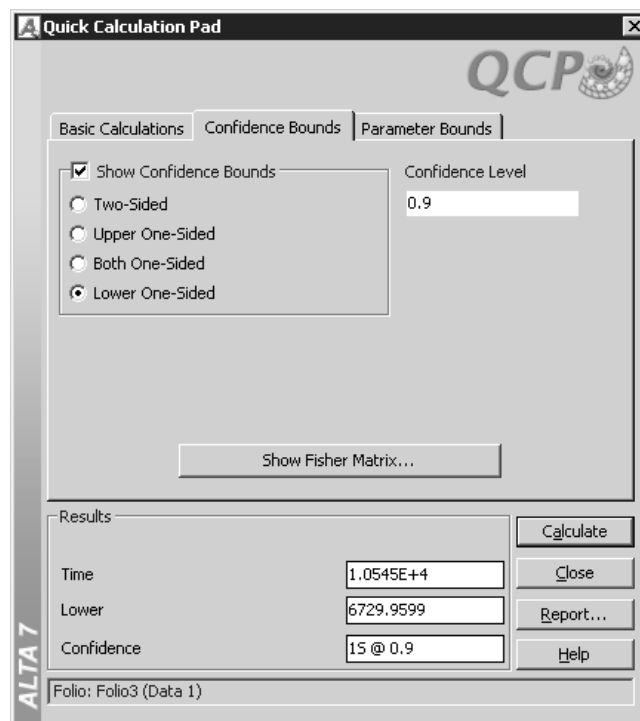 Quick Calculation Pad
QCP
Basic Calculations
Confidence Bounds
Parameter Bounds
Show Confidence Bounds
Two-Sided
Upper One-Sided
Both One-Sided
Lower One-Sided
Confidence Level
0.9
Show Fisher Matrix...
Results
Time
1.0545E+4
Lower
6729.9599
Confidence
1S @ 0.9
Calculate
Close
Report...
Help
ALTA 7
Folio: Folio3 (Data 1)